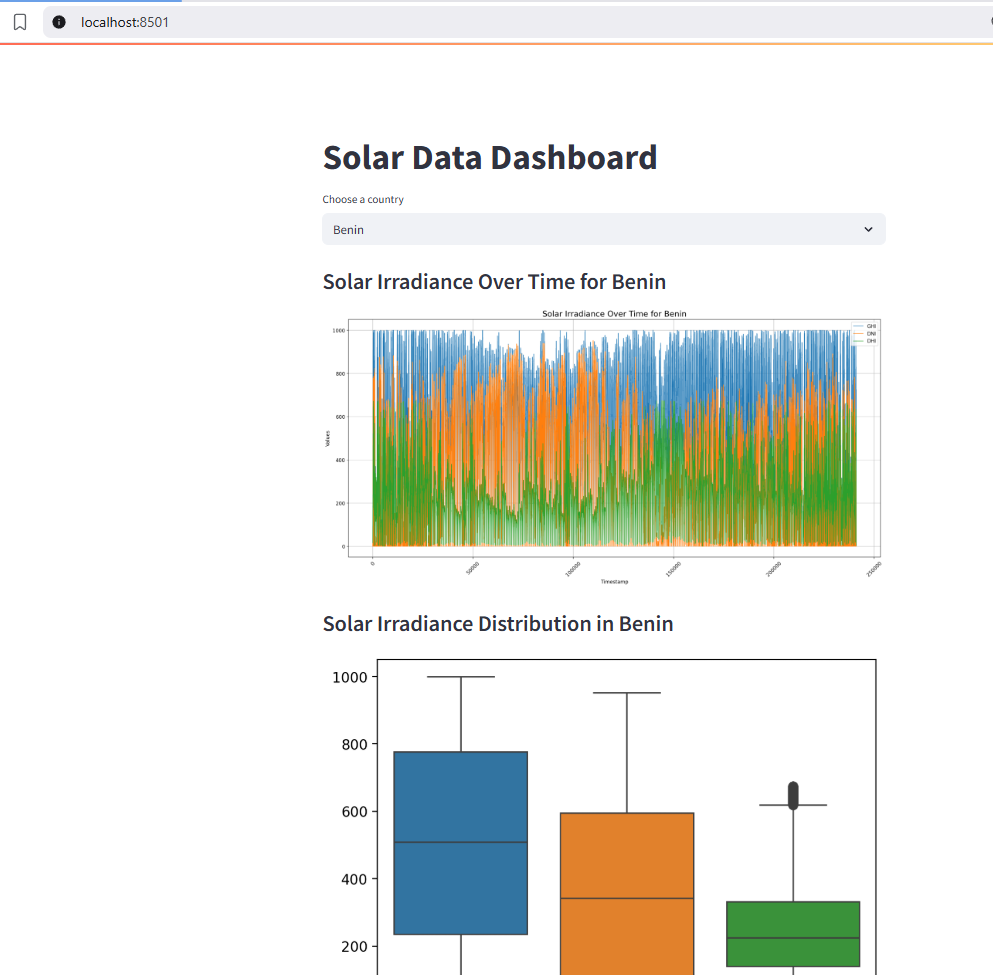 localhost:8501
Solar Data Dashboard
Choose a country
Benin
Solar Irradiance Over Time for Benin
Solar Irradiance Over Time for Benin
GHI
DNI
DHI
1000
800
600
400
200
0
Values
0
50000
100000
150000
200000
250000
Timestamp
Solar Irradiance Distribution in Benin
1000
800
600
400
200